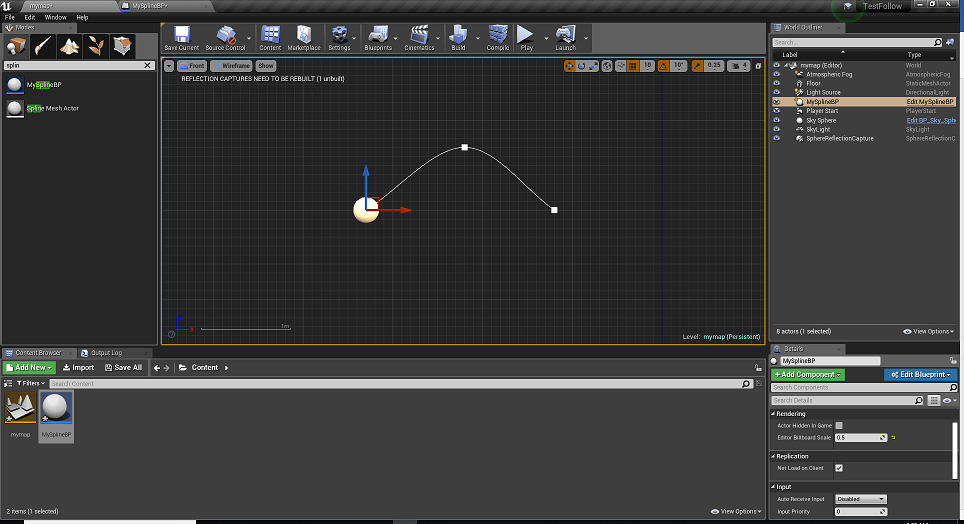 mymap•
MySplineBP•
TestFollow
File Edit Window Help
Modes
splin
MySplineBP
Spline Mesh Actor
Save Current
Source Control
Content
Marketplace
Settings
Blueprints
Cinematics
Build
Compile
Play
Launch
Front
Wireframe
Show
10
10°
0.25
4
REFLECTION CAPTURES NEED TO BE REBUILT (1 unbuilt)
1m
Level: mymap (Persistent)
World Outliner
Search...
Label
Type
mymap (Editor) World
Atmospheric Fog AtmosphericFog
Floor StaticMeshActor
Light Source DirectionalLight
MySplineBP Edit MySplineBP
Player Start PlayerStart
Sky Sphere Edit BP_Sky_Sph
SkyLight SkyLight
SphereReflectionCapture SphereReflectionC
8 actors (1 selected)
View Options
Content Browser
Output Log
Add New
Import
Save All
Content
Filters
Search Content
mymap
MySplineBP
2 items (1 selected)
View Options
Details
MySplineBP
+ Add Component
Edit Blueprint
Search Components
Search Details
Rendering
Actor Hidden In Game
Editor Billboard Scale 0.5
Replication
Net Load on Client
Input
Auto Receive Input Disabled
Input Priority 0